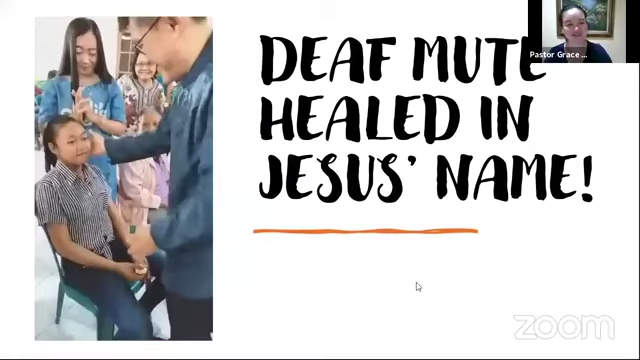 DEAF MUTE
HEALED IN
JESUS' NAME!
Pastor Grace ...
zoom